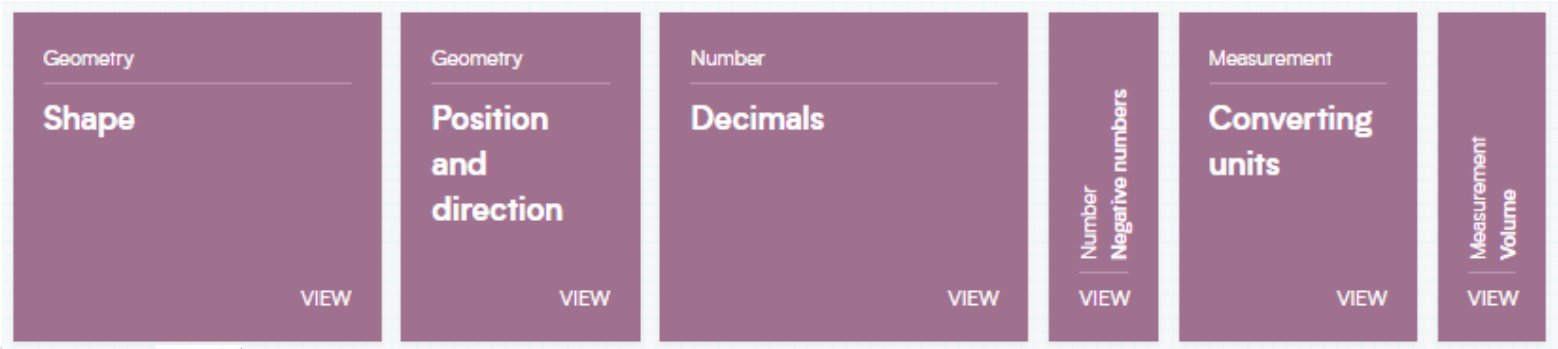 Geometry
Shape
VIEW
Geometry
Position
and
direction
VIEW
Number
Decimals
VIEW
Number
Negative numbers
VIEW
Measurement
Converting
units
VIEW
Measurement
Volume
VIEW